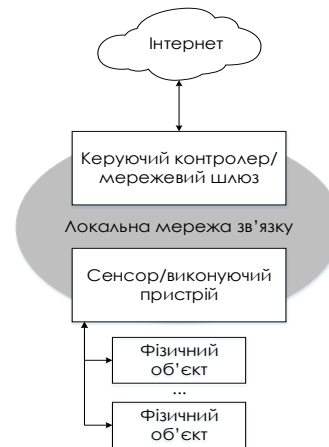 Інтернет
Керуючий контролер/
мережевий шлюз
Локальна мережа зв'язку
Сенсор/виконуючий
пристрій
Фізичний
об'єкт
...
Фізичний
об'єкт